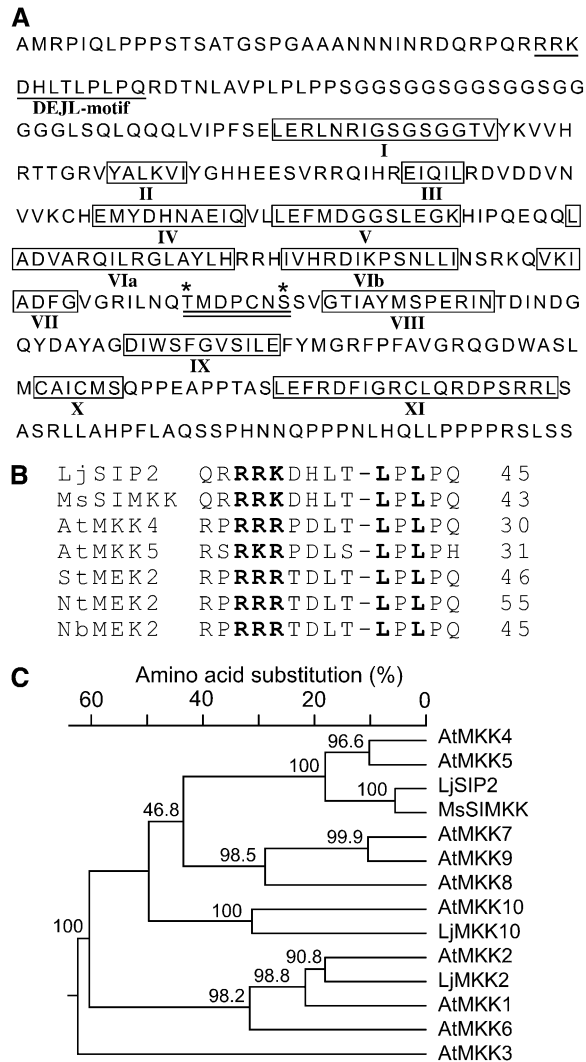 A
AMRPIQLPPPSTSATGSPGAAANNNINRDQRPQRRRK
DHLTLPLPQRDTNLAVPLPLPPSGGSGGSGGSGGSGG
DEJL-motif
GGGLSQLQQQLVIPFSELERLNRIGSGSGGTVYKVVH
I
RTTGRVYALKVIYGHHEESVRRQIHREIQILRDVDDVN
II III
VVKCHEMYDHNAEIQVLLEFMDGGSLEGKHIPQEQQL
IV V
ADVARQILRGLAYLHRRHIVHRDIKPSNLLINSRKQVKI
VIa VIb
* *
ADFGVGRILNQTMDPCNSSVGTIAYMSPERINTDINDG
VII VIII
QYDAYAGDIWSFGVSILEFYMGRFPFAVGRQGDWASL
IX
MCAICMSQPPEAPPTASLEFRDFIGRCLQRDPSRRLS
X XI
ASRLLAHPFLAQSSPHNNQPPPNLHQLLPPPPRSLSS
B
LjSIP2 QRRRKDHLT-LPLPQ 45
MsSIMKK QRRRKDHLT-LPLPQ 43
AtMKK4 RPRRRPDLT-LPLPQ 30
AtMKK5 RSRKRPDLS-LPLPH 31
StMEK2 RPRRRTDLT-LPLPQ 46
NtMEK2 RPRRRTDLT-LPLPQ 55
NbMEK2 RPRRRTDLT-LPLPQ 45
C
Amino acid substitution (%)
60 40 20 0
AtMKK4
96.6
AtMKK5
100
LjSIP2
100
MsSIMKK
46.8
AtMKK7
99.9
AtMKK9
98.5
AtMKK8
AtMKK10
100
LjMKK10
100
AtMKK2
90.8
LjMKK2
98.8
AtMKK1
98.2
AtMKK6
AtMKK3